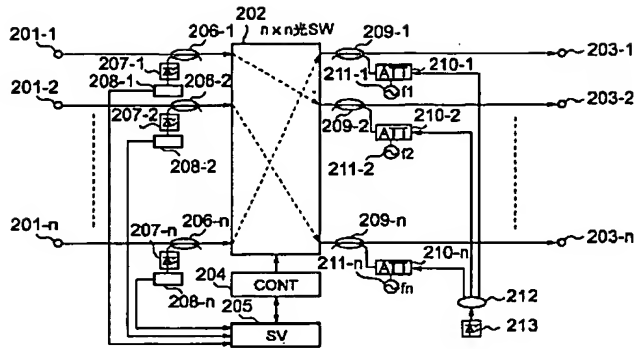 202 n×n光SW
201-1 206-1 209-1 203-1
207-1 211-1 ATT 210-1
208-1 206-2 f1
201-2 203-2
207-2 209-2 ATT 210-2
208-2 211-2 f2
201-n 206-n 209-n 203-n
207-n ATT 210-n
204 CONT 211-n fn 212
208-n 205 SV 213